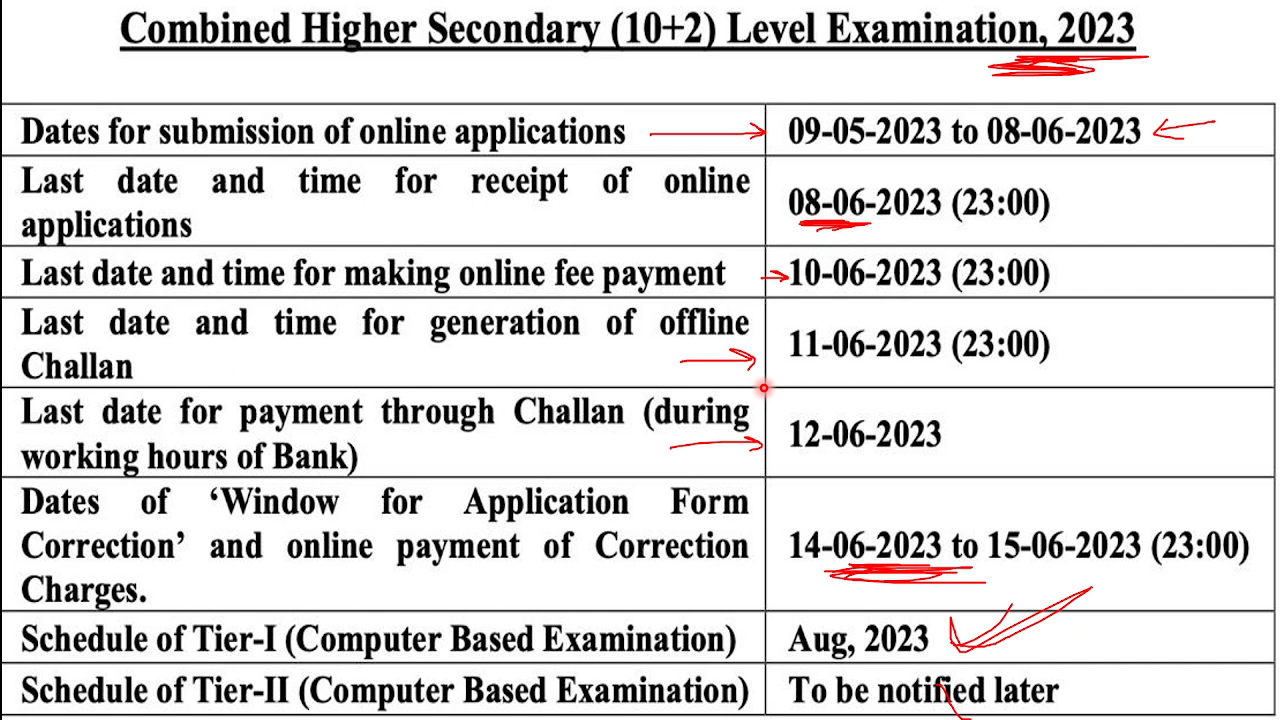 Combined Higher Secondary (10+2) Level Examination, 2023
Dates for submission of online applications
09-05-2023 to 08-06-2023
Last date and time for receipt of online
applications
08-06-2023 (23:00)
Last date and time for making online fee payment
10-06-2023 (23:00)
Last date and time for generation of offline
Challan
11-06-2023 (23:00)
Last date for payment through Challan (during
working hours of Bank)
12-06-2023
Dates of ‘Window for Application Form
Correction’ and online payment of Correction
Charges.
14-06-2023 to 15-06-2023 (23:00)
Schedule of Tier-I (Computer Based Examination)
Aug, 2023
Schedule of Tier-II (Computer Based Examination)
To be notified later